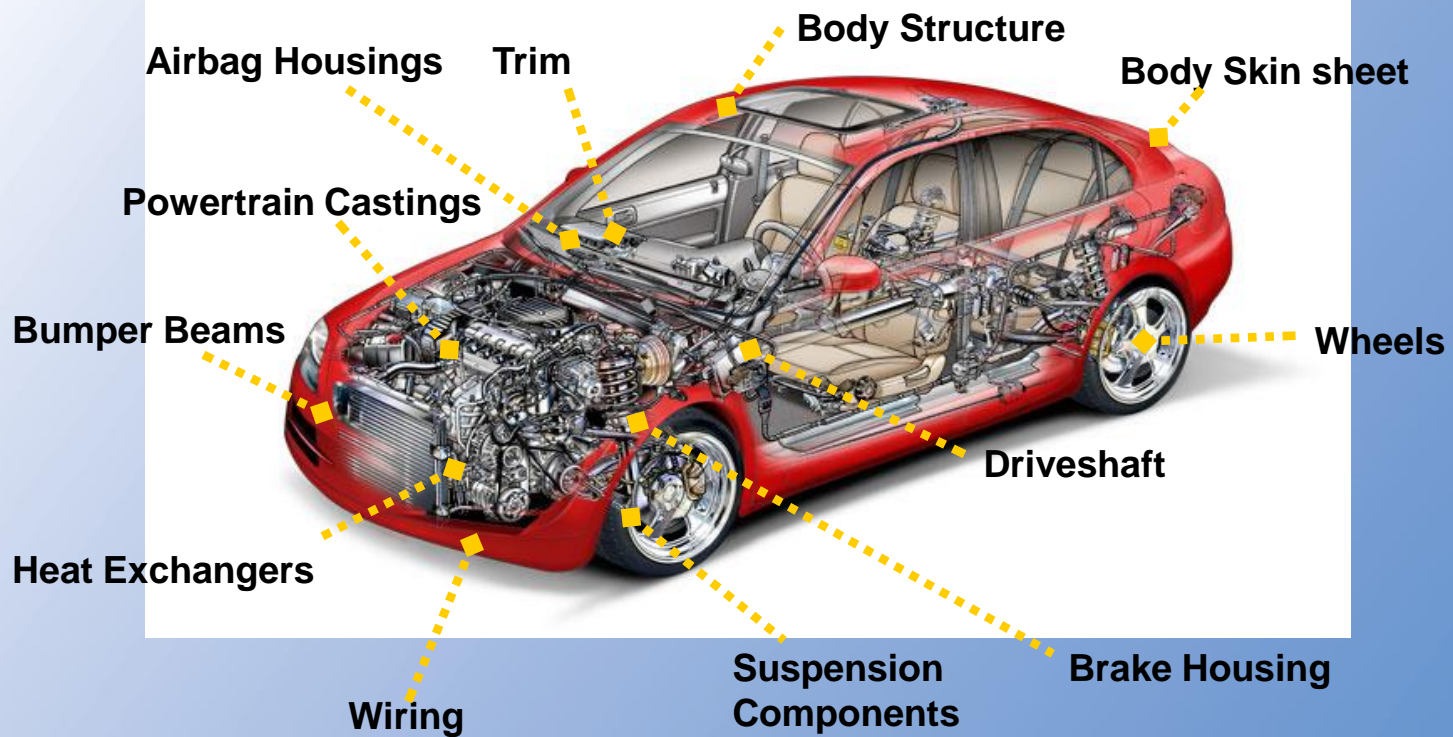 Body Structure
Airbag Housings
Trim
Body Skin sheet
Powertrain Castings
Bumper Beams
Wheels
Driveshaft
Heat Exchangers
Suspension
Components
Brake Housing
Wiring